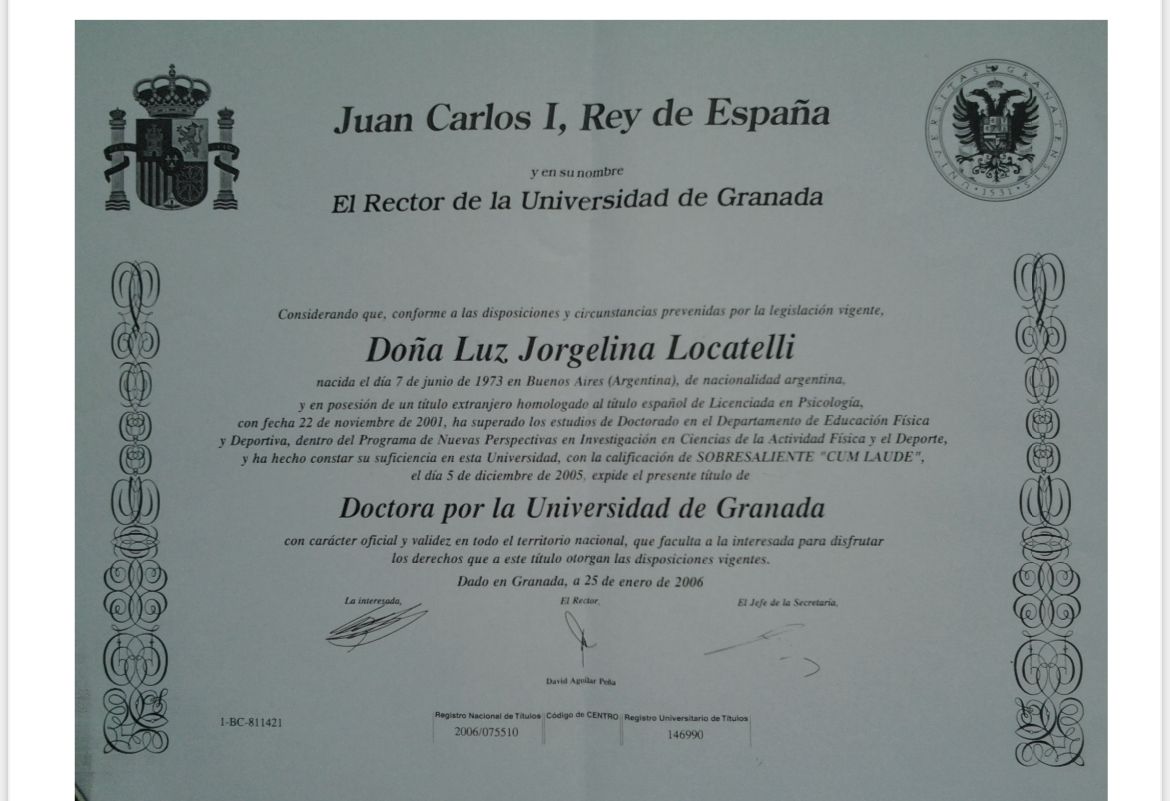 Juan Carlos I, Rey de España
y en su nombre
El Rector de la Universidad de Granada
UNIVERSITAS GRANATENSIS
1531
Considerando que, conforme a las disposiciones y circunstancias prevenidas por la legislación vigente,
Doña Luz Jorgelina Locatelli
nacida el día 7 de junio de 1973 en Buenos Aires (Argentina), de nacionalidad argentina,
y en posesión de un título extranjero homologado al título español de Licenciada en Psicología,
con fecha 22 de noviembre de 2001, ha superado los estudios de Doctorado en el Departamento de Educación Física
y Deportiva, dentro del Programa de Nuevas Perspectivas en Investigación en Ciencias de la Actividad Física y el Deporte,
y ha hecho constar su suficiencia en esta Universidad, con la calificación de SOBRESALIENTE "CUM LAUDE",
el día 5 de diciembre de 2005, expide el presente título de
Doctora por la Universidad de Granada
con carácter oficial y validez en todo el territorio nacional, que faculta a la interesada para disfrutar
los derechos que a este título otorgan las disposiciones vigentes.
Dado en Granada, a 25 de enero de 2006
La interesada, El Rector, El Jefe de la Secretaría,
David Aguilar Peña
1-BC-811421
Registro Nacional de Títulos Código de CENTRO Registro Universitario de Títulos
2006/075510 146990